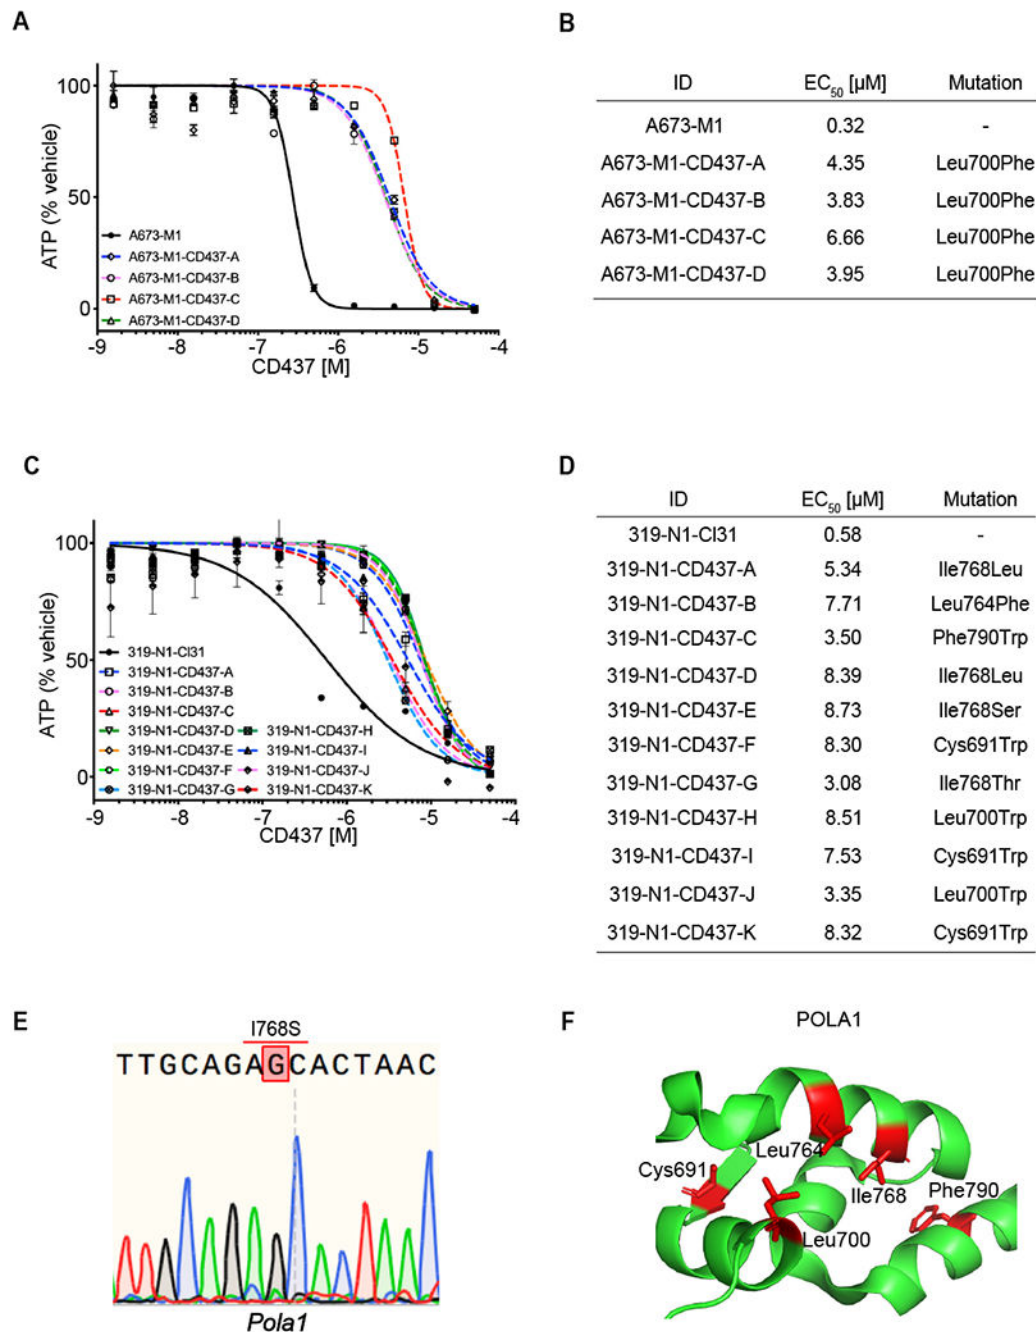 A
100
50
0
ATP (% vehicle)
A673-M1
A673-M1-CD437-A
A673-M1-CD437-B
A673-M1-CD437-C
A673-M1-CD437-D
-9 -8 -7 -6 -5 -4
CD437 [M]
B
ID EC50 [µM] Mutation
A673-M1 0.32 -
A673-M1-CD437-A 4.35 Leu700Phe
A673-M1-CD437-B 3.83 Leu700Phe
A673-M1-CD437-C 6.66 Leu700Phe
A673-M1-CD437-D 3.95 Leu700Phe
C
100
50
0
ATP (% vehicle)
319-N1-Cl31
319-N1-CD437-A
319-N1-CD437-B
319-N1-CD437-C
319-N1-CD437-D
319-N1-CD437-E
319-N1-CD437-F
319-N1-CD437-G
319-N1-CD437-H
319-N1-CD437-I
319-N1-CD437-J
319-N1-CD437-K
-9 -8 -7 -6 -5 -4
CD437 [M]
D
ID EC50 [µM] Mutation
319-N1-Cl31 0.58 -
319-N1-CD437-A 5.34 Ile768Leu
319-N1-CD437-B 7.71 Leu764Phe
319-N1-CD437-C 3.50 Phe790Trp
319-N1-CD437-D 8.39 Ile768Leu
319-N1-CD437-E 8.73 Ile768Ser
319-N1-CD437-F 8.30 Cys691Trp
319-N1-CD437-G 3.08 Ile768Thr
319-N1-CD437-H 8.51 Leu700Trp
319-N1-CD437-I 7.53 Cys691Trp
319-N1-CD437-J 3.35 Leu700Trp
319-N1-CD437-K 8.32 Cys691Trp
E
I768S
TTGCAGAGCACTAAC
Pola1
F
POLA1
Leu764
Cys691
Ile768
Phe790
Leu700